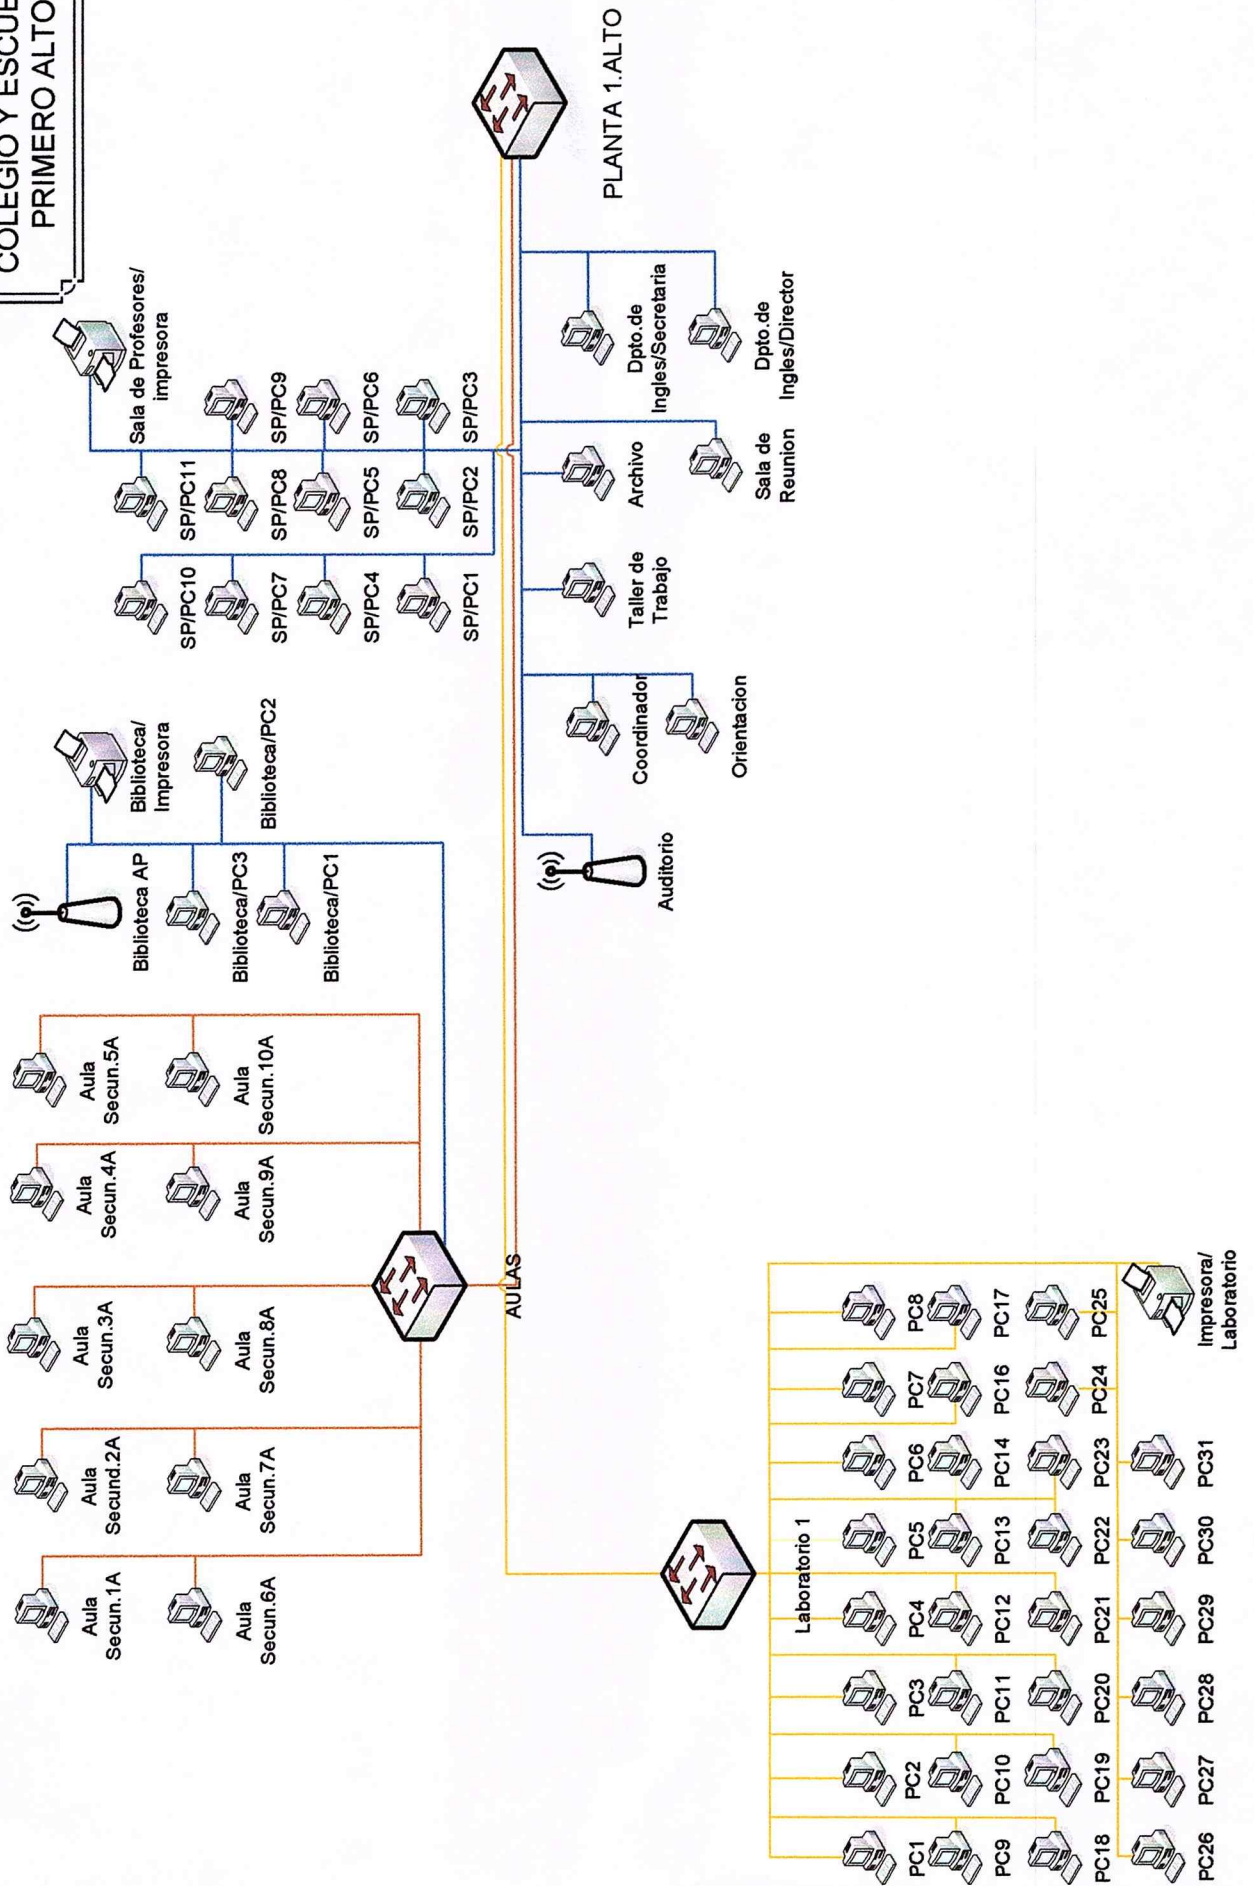 COLEGIO Y ESCUE
PRIMERO ALTO
Aula
Secun.1A
Aula
Secund.2A
Aula
Secun.3A
Aula
Secun.4A
Aula
Secun.5A
Aula
Secun.6A
Aula
Secun.7A
Aula
Secun.8A
Aula
Secun.9A
Aula
Secun.10A
AULAS
Biblioteca AP
Biblioteca/
Impresora
Biblioteca/PC3
Biblioteca/PC2
Biblioteca/PC1
Sala de Profesores/
impresora
SP/PC10
SP/PC11
SP/PC7
SP/PC8
SP/PC9
SP/PC4
SP/PC5
SP/PC6
SP/PC1
SP/PC2
SP/PC3
PLANTA 1.ALTO
Auditorio
Coordinador
Orientacion
Taller de
Trabajo
Archivo
Sala de
Reunion
Dpto.de
Ingles/Secretaria
Dpto.de
Ingles/Director
Laboratorio 1
PC1
PC2
PC3
PC4
PC5
PC6
PC7
PC8
PC9
PC10
PC11
PC12
PC13
PC14
PC16
PC17
PC18
PC19
PC20
PC21
PC22
PC23
PC24
PC25
PC26
PC27
PC28
PC29
PC30
PC31
Impresora/
Laboratorio